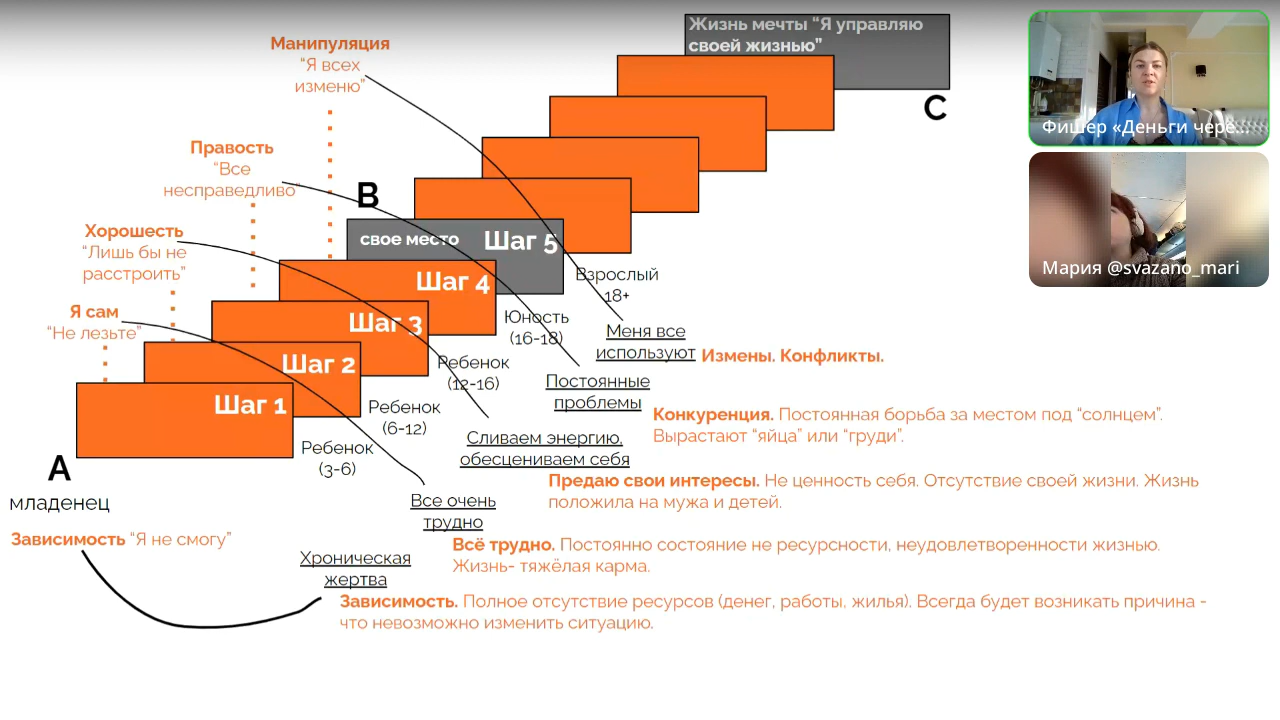 Жизнь мечты “Я управляю
своей жизнью”
C
Манипуляция
“Я всех
изменю”
Правость
“Все
несправедливо”
B
Хорошесть
“Лишь бы не
расстроить”
Я сам
“Не лезьте”
свое место
Шаг 5
Шаг 4
Шаг 3
Шаг 2
Шаг 1
Взрослый
18+
Юность
(16-18)
Ребенок
(12-16)
Ребенок
(6-12)
Ребенок
(3-6)
A
младенец
Зависимость “Я не смогу”
Меня все
используют
Измены. Конфликты.
Постоянные
проблемы
Конкуренция. Постоянная борьба за местом под “солнцем”.
Вырастают “яйца” или “груди”.
Сливаем энергию,
обесцениваем себя
Предаю свои интересы. Не ценность себя. Отсутствие своей жизни. Жизнь
положила на мужа и детей.
Все очень
трудно
Всё трудно. Постоянно состояние не ресурсности, неудовлетворенности жизнью.
Жизнь- тяжёлая карма.
Хроническая
жертва
Зависимость. Полное отсутствие ресурсов (денег, работы, жилья). Всегда будет возникать причина -
что невозможно изменить ситуацию.
Фишер «Деньги чере...
Мария @svazano_mari